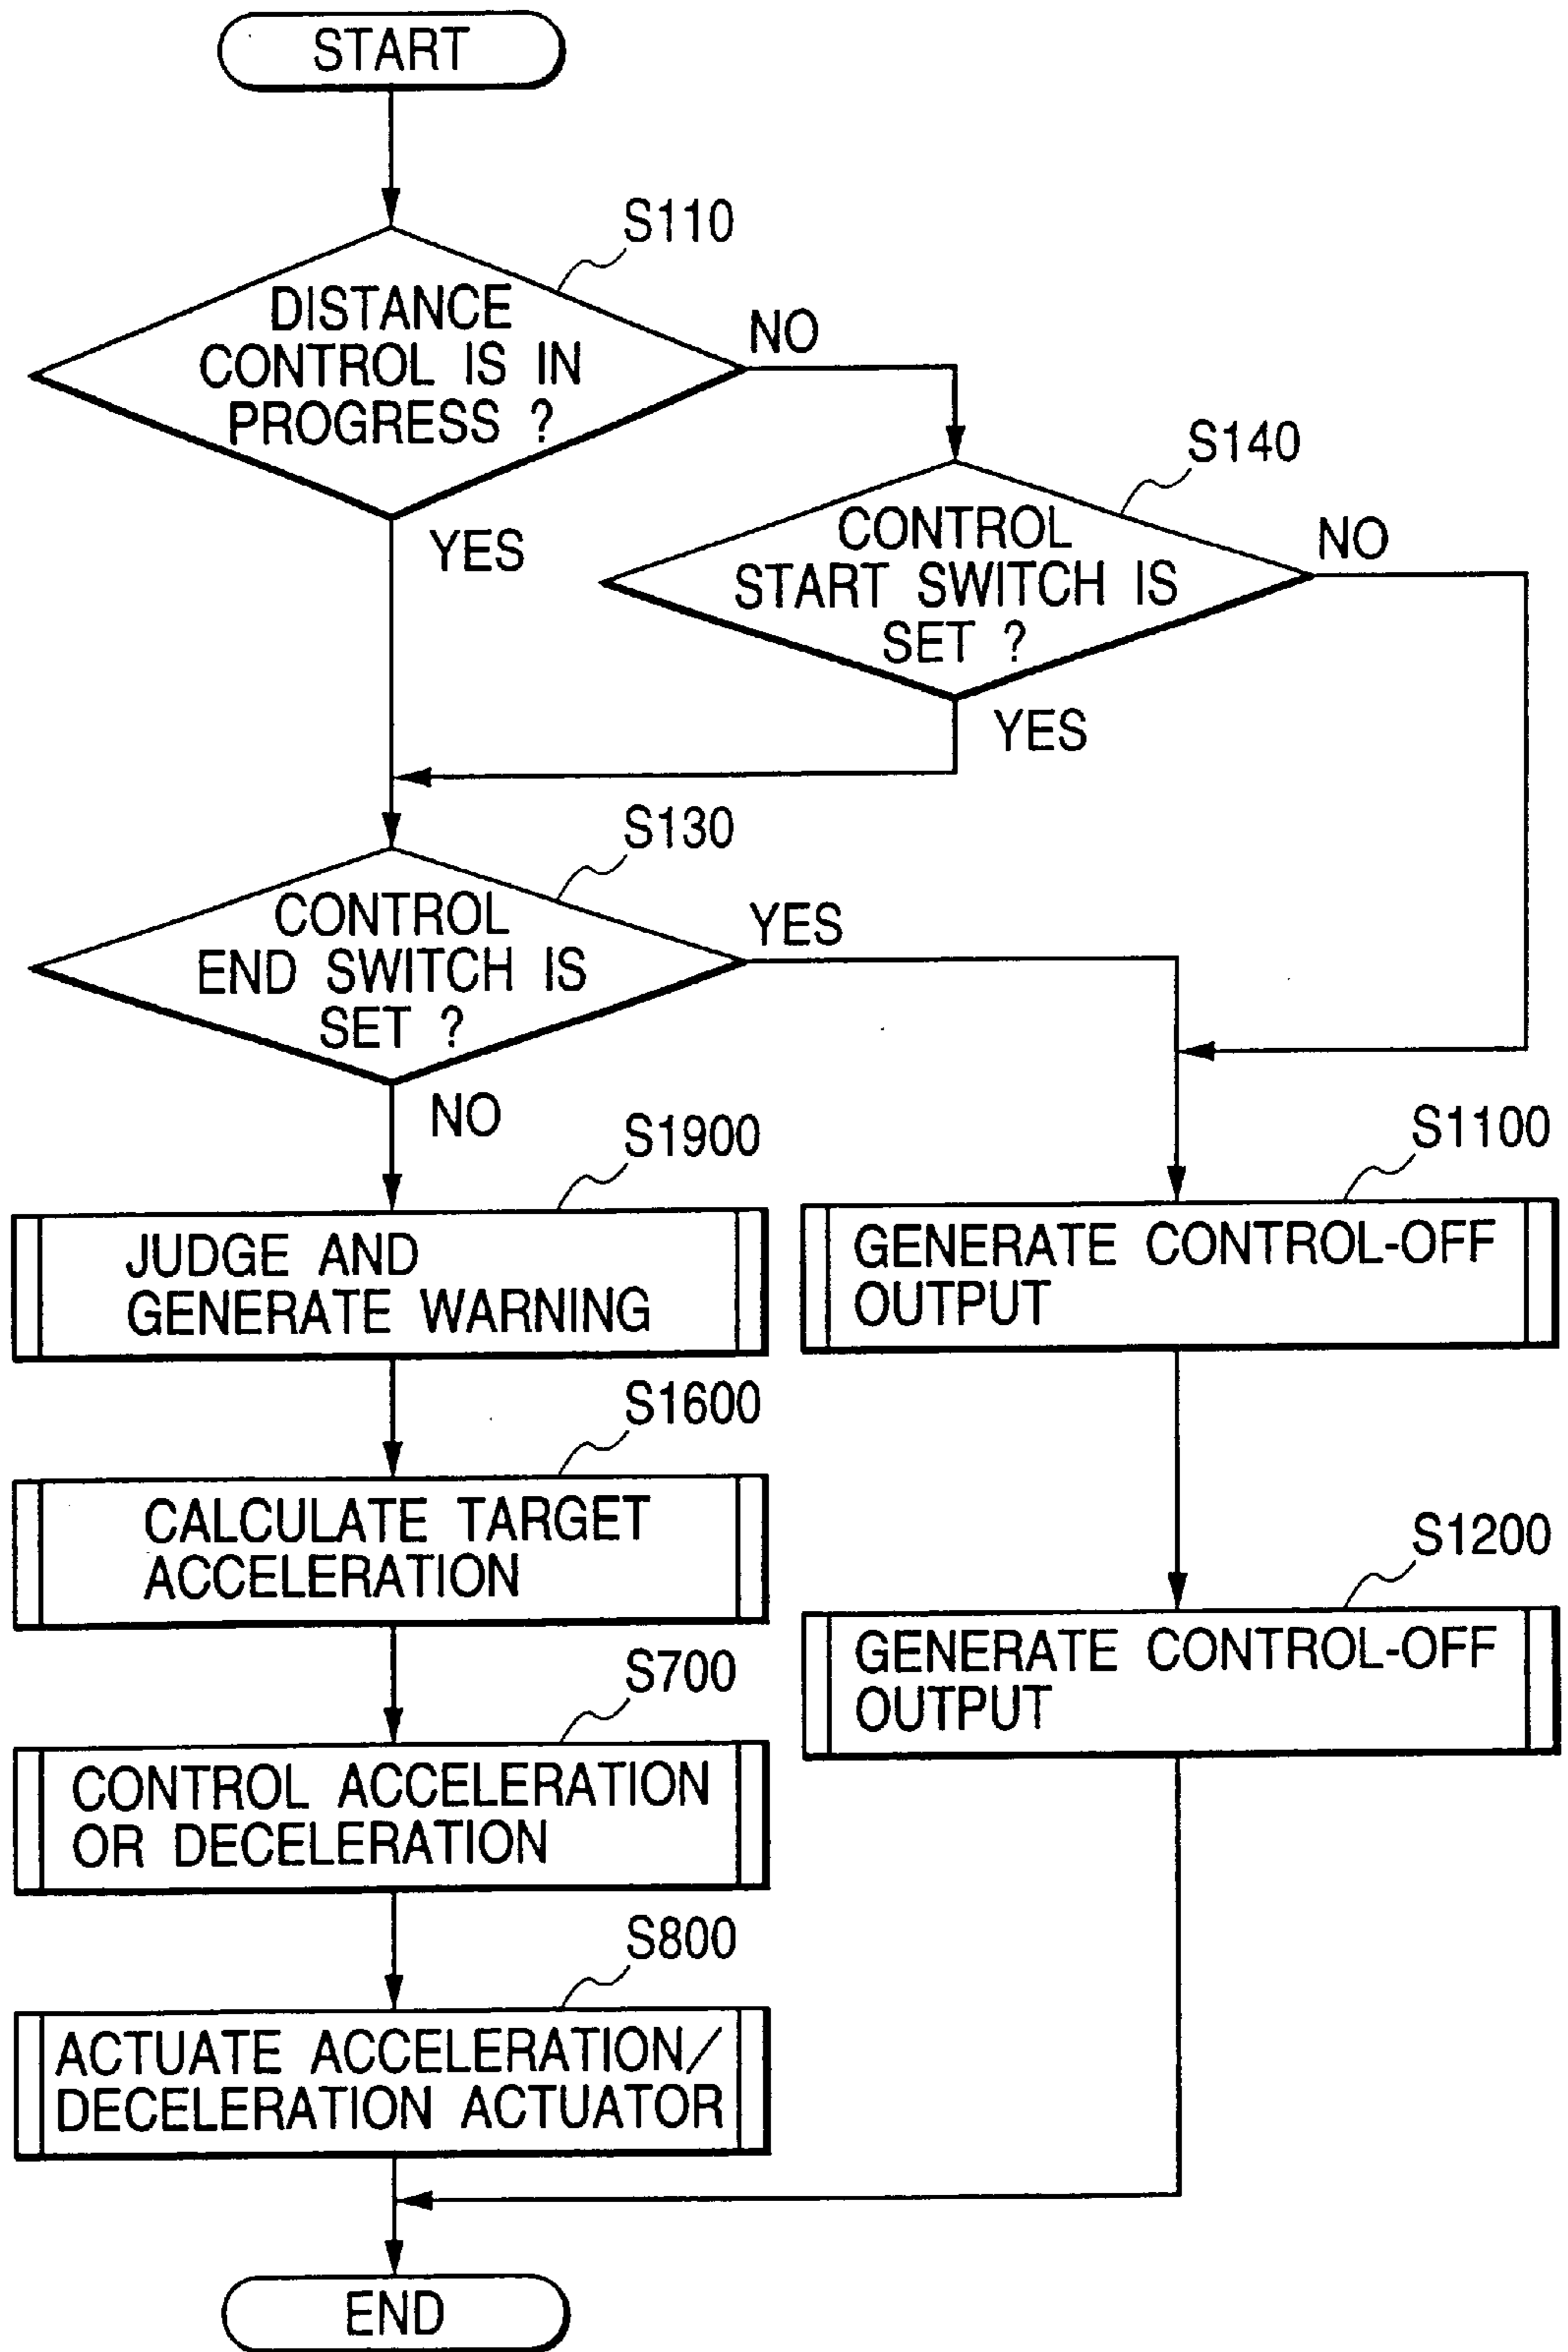 START
S110
DISTANCE
CONTROL IS IN
PROGRESS ?
NO
YES
S140
CONTROL
START SWITCH IS
SET ?
NO
YES
S130
CONTROL
END SWITCH IS
SET ?
YES
NO
S1900
JUDGE AND
GENERATE WARNING
S1100
GENERATE CONTROL-OFF
OUTPUT
S1600
CALCULATE TARGET
ACCELERATION
S1200
GENERATE CONTROL-OFF
OUTPUT
S700
CONTROL ACCELERATION
OR DECELERATION
S800
ACTUATE ACCELERATION/
DECELERATION ACTUATOR
END